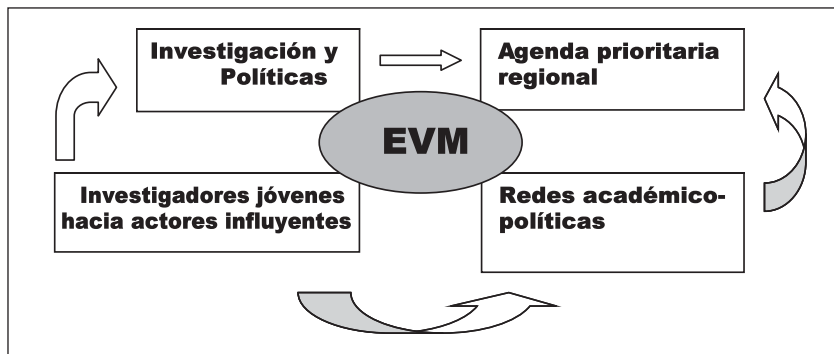 Investigación y
Políticas
Agenda prioritaria
regional
EVM
Investigadores jóvenes
hacia actores influyentes
Redes académico-
políticas